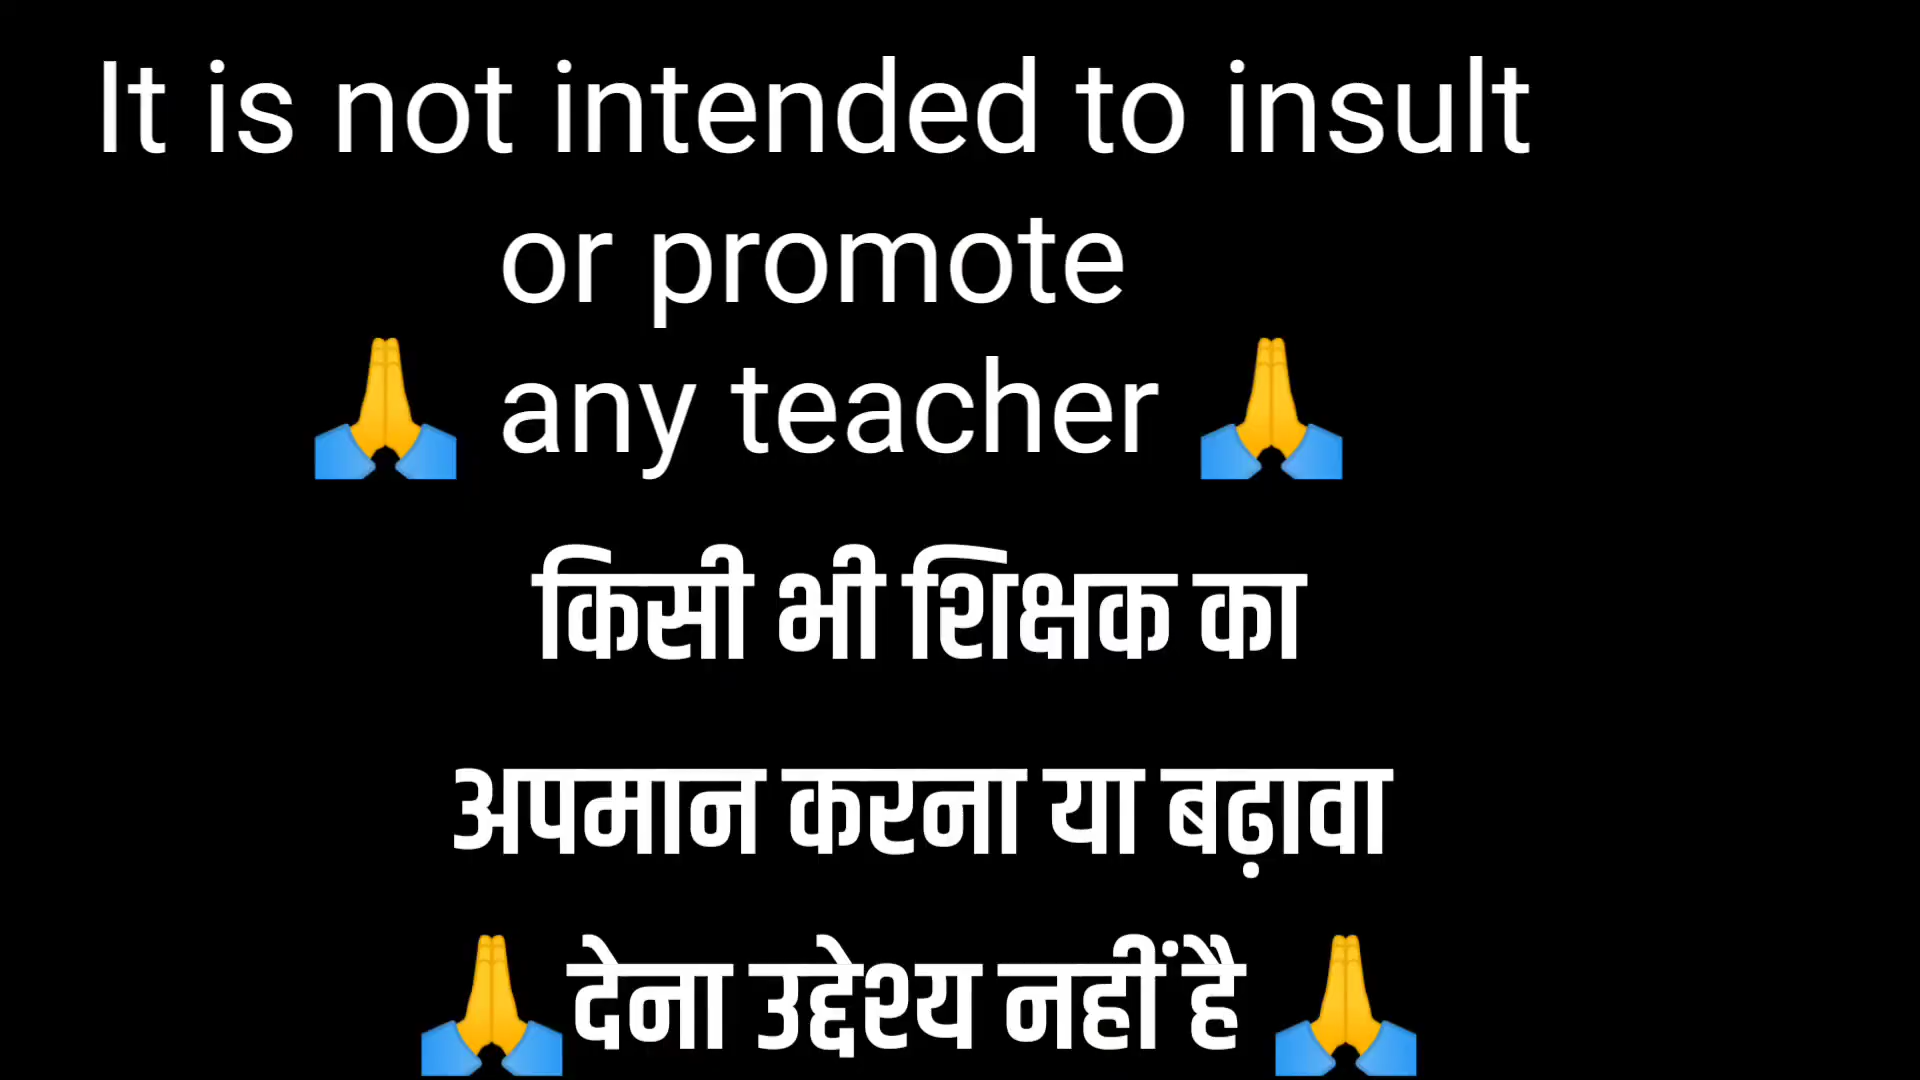 It is not intended to insult
or promote
🙏 any teacher 🙏
किसी भी शिक्षक का
अपमान करना या बढ़ावा
🙏देना उद्देश्य नहीं है 🙏